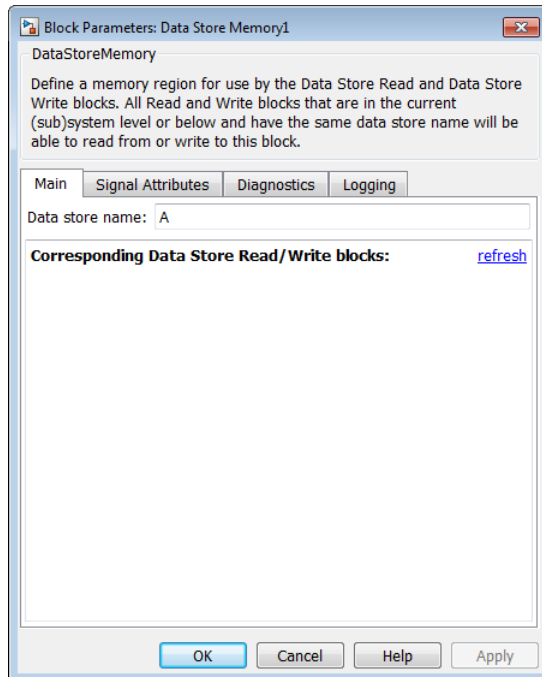 Block Parameters: Data Store Memory1
DataStoreMemory
Define a memory region for use by the Data Store Read and Data Store
Write blocks. All Read and Write blocks that are in the current
(sub)system level or below and have the same data store name will be
able to read from or write to this block.
Main Signal Attributes Diagnostics Logging
Data store name: A
Corresponding Data Store Read/Write blocks: refresh
OK Cancel Help Apply